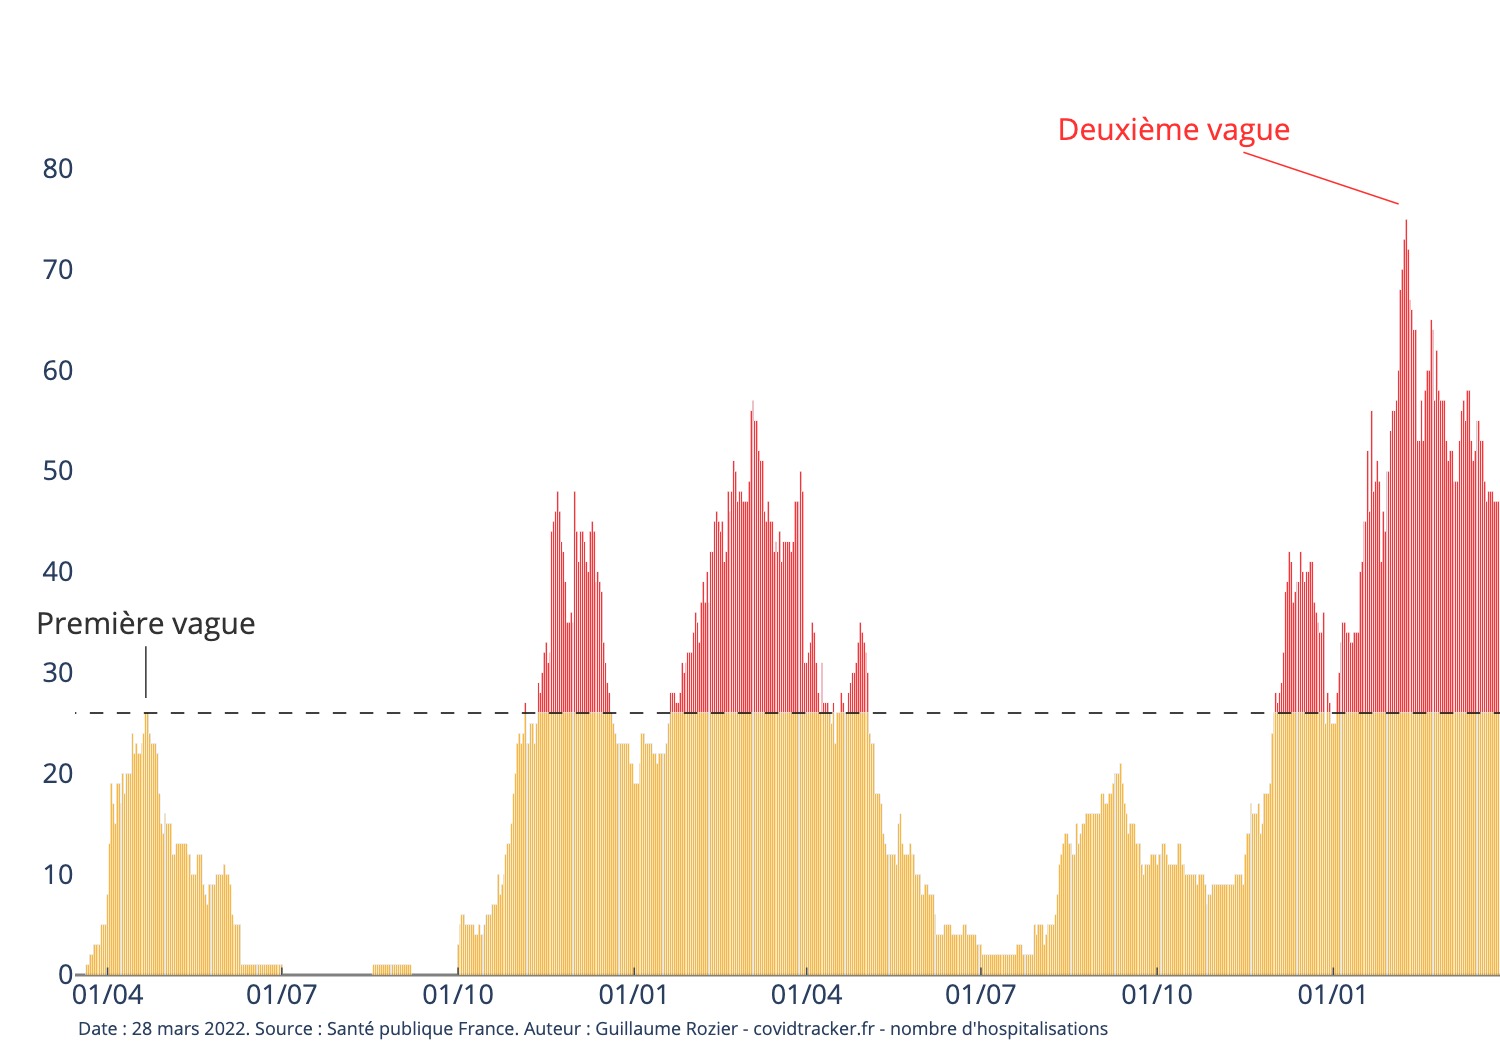 Deuxième vague
80
70
60
50
40
Première vague
30
20
10
0
01/04 01/07 01/10 01/01 01/04 01/07 01/10 01/01
Date : 28 mars 2022. Source : Santé publique France. Auteur : Guillaume Rozier - covidtracker.fr - nombre d'hospitalisations